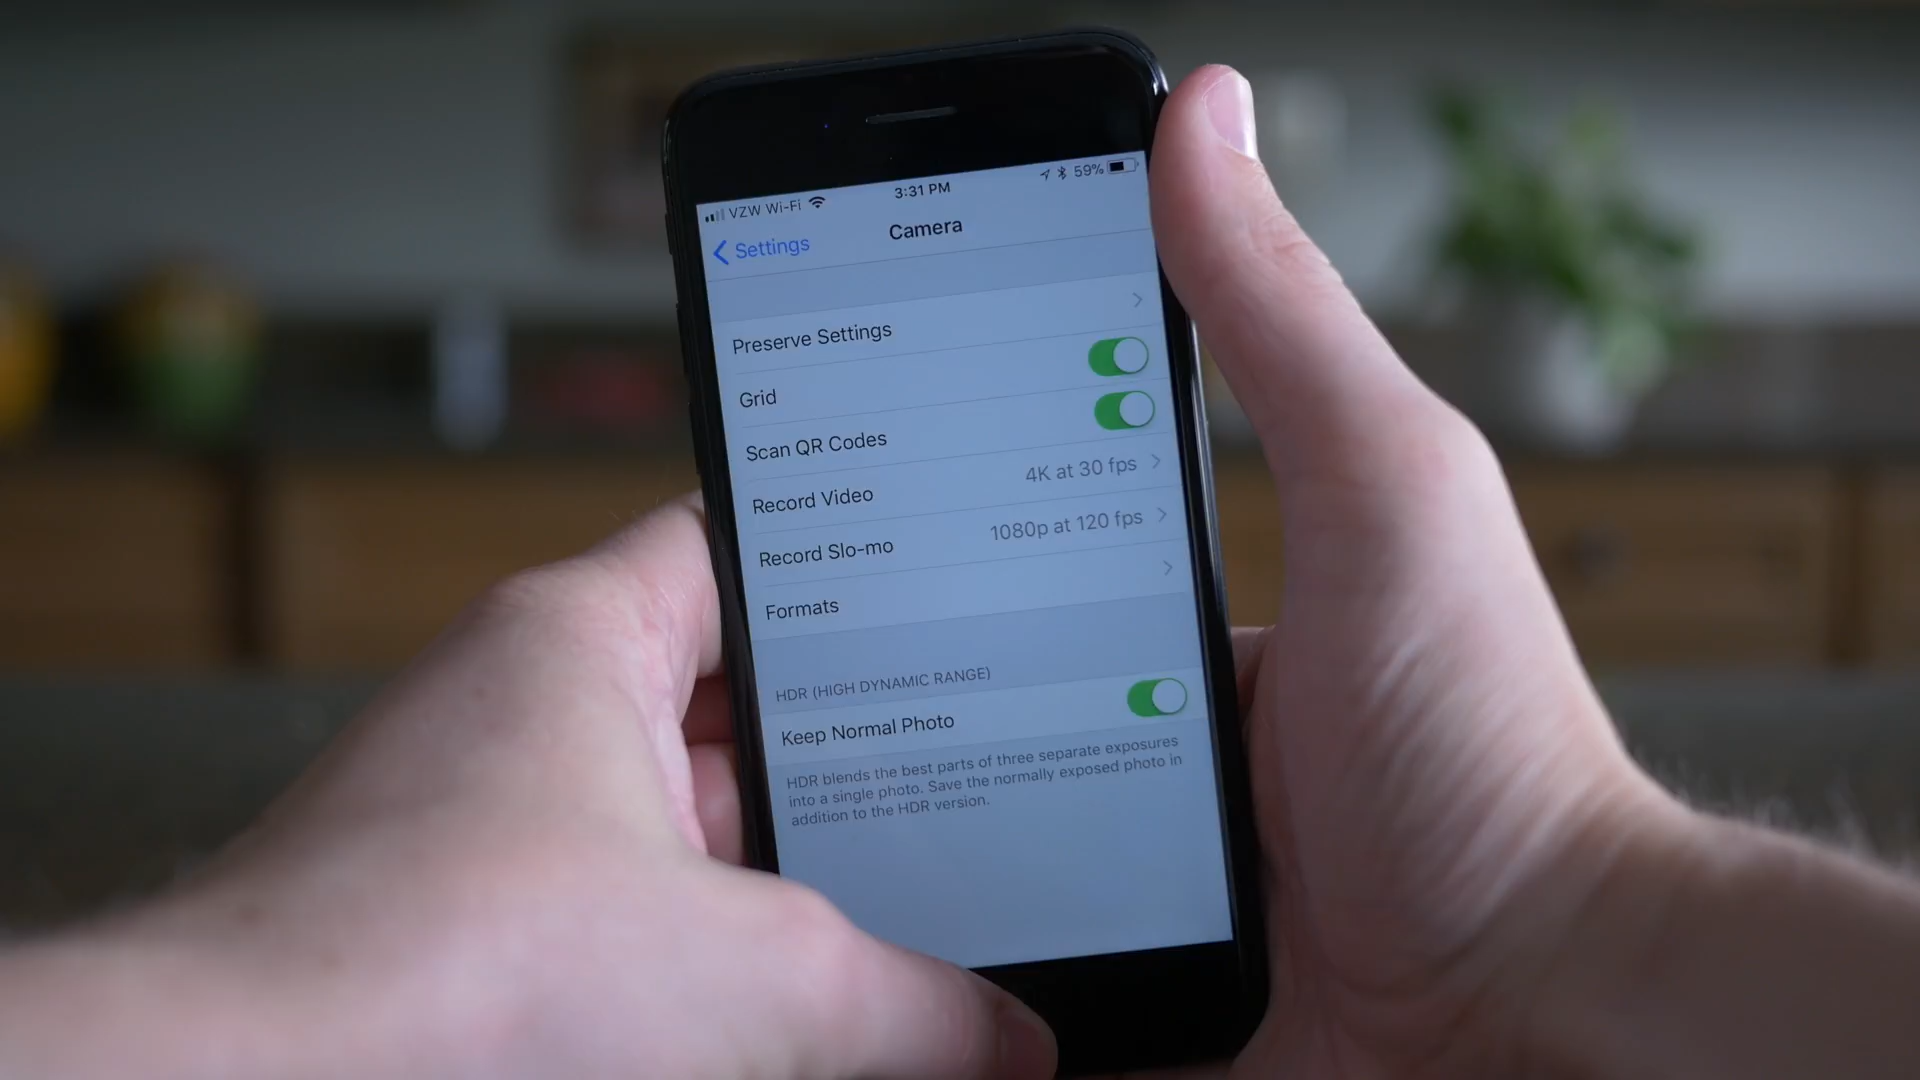 VZW Wi-Fi 3:31 PM 59%
Settings Camera
Preserve Settings
Grid
Scan QR Codes
Record Video 4K at 30 fps
Record Slo-mo 1080p at 120 fps
Formats
HDR (HIGH DYNAMIC RANGE)
Keep Normal Photo
HDR blends the best parts of three separate exposures
into a single photo. Save the normally exposed photo in
addition to the HDR version.